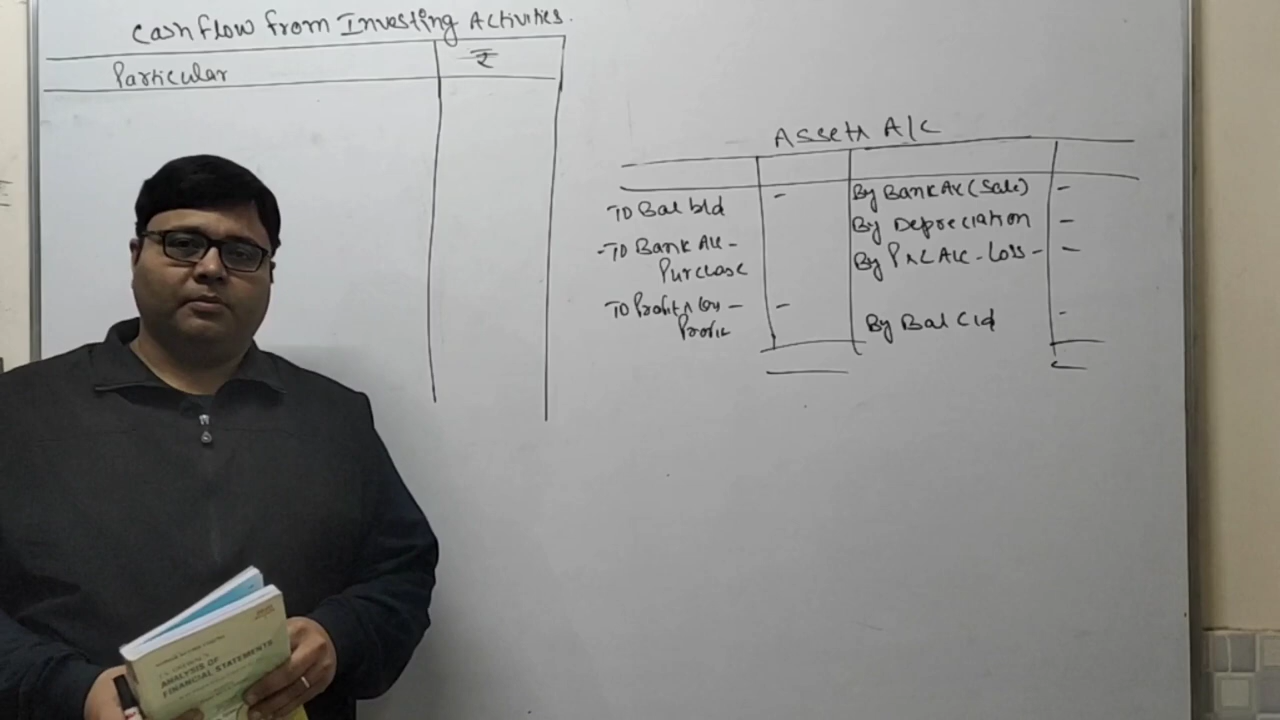 Cash flow from Investing Activities.
Particular
₹
Assets A/C
To Bal b/d
-
By Bank A/c (Sale)
-
By Depreciation
-
- To Bank A/c -
Purchase
By P & L A/c - Loss -
-
To Profit & Loss -
Profit
-
By Bal C/d
-
ANALYSIS OF
FINANCIAL STATEMENTS